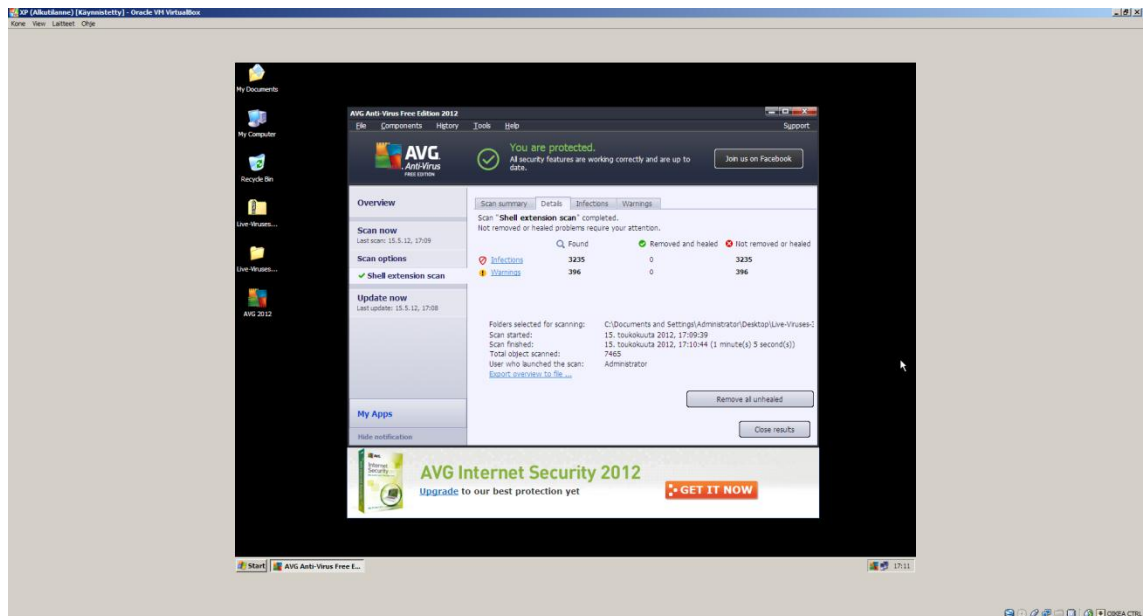 XP (Alkutilanne) [Käynnistetty] - Oracle VM VirtualBox
Kone View Laitteet Ohje
My Documents
My Computer
Recycle Bin
Live-Viruses...
Live-Viruses...
AVG 2012
AVG Anti-Virus Free Edition 2012
File Components History Tools Help Support
AVG.
Anti-Virus
FREE EDITION
You are protected.
All security features are working correctly and are up to
date.
Join us on Facebook
Overview
Scan now
Last scan: 15.5.12, 17:09
Scan options
Shell extension scan
Update now
Last update: 15.5.12, 17:08
My Apps
Hide notification
Scan summary Details Infections Warnings
Scan "Shell extension scan" completed.
Not removed or healed problems require your attention.
Found Removed and healed Not removed or healed
Infections 3235 0 3235
Warnings 396 0 396
Folders selected for scanning: C:\Documents and Settings\Administrator\Desktop\Live-Viruses-
Scan started: 15. toukokuuta 2012, 17:09:39
Scan finished: 15. toukokuuta 2012, 17:10:44 (1 minute(s) 5 second(s))
Total object scanned: 7465
User who launched the scan: Administrator
Export overview to file ...
Remove all unhealed
Close results
AVG
Internet
Security
AVG Internet Security 2012
Upgrade to our best protection yet
GET IT NOW
Start AVG Anti-Virus Free E... 17:11
OIKEA CTRL